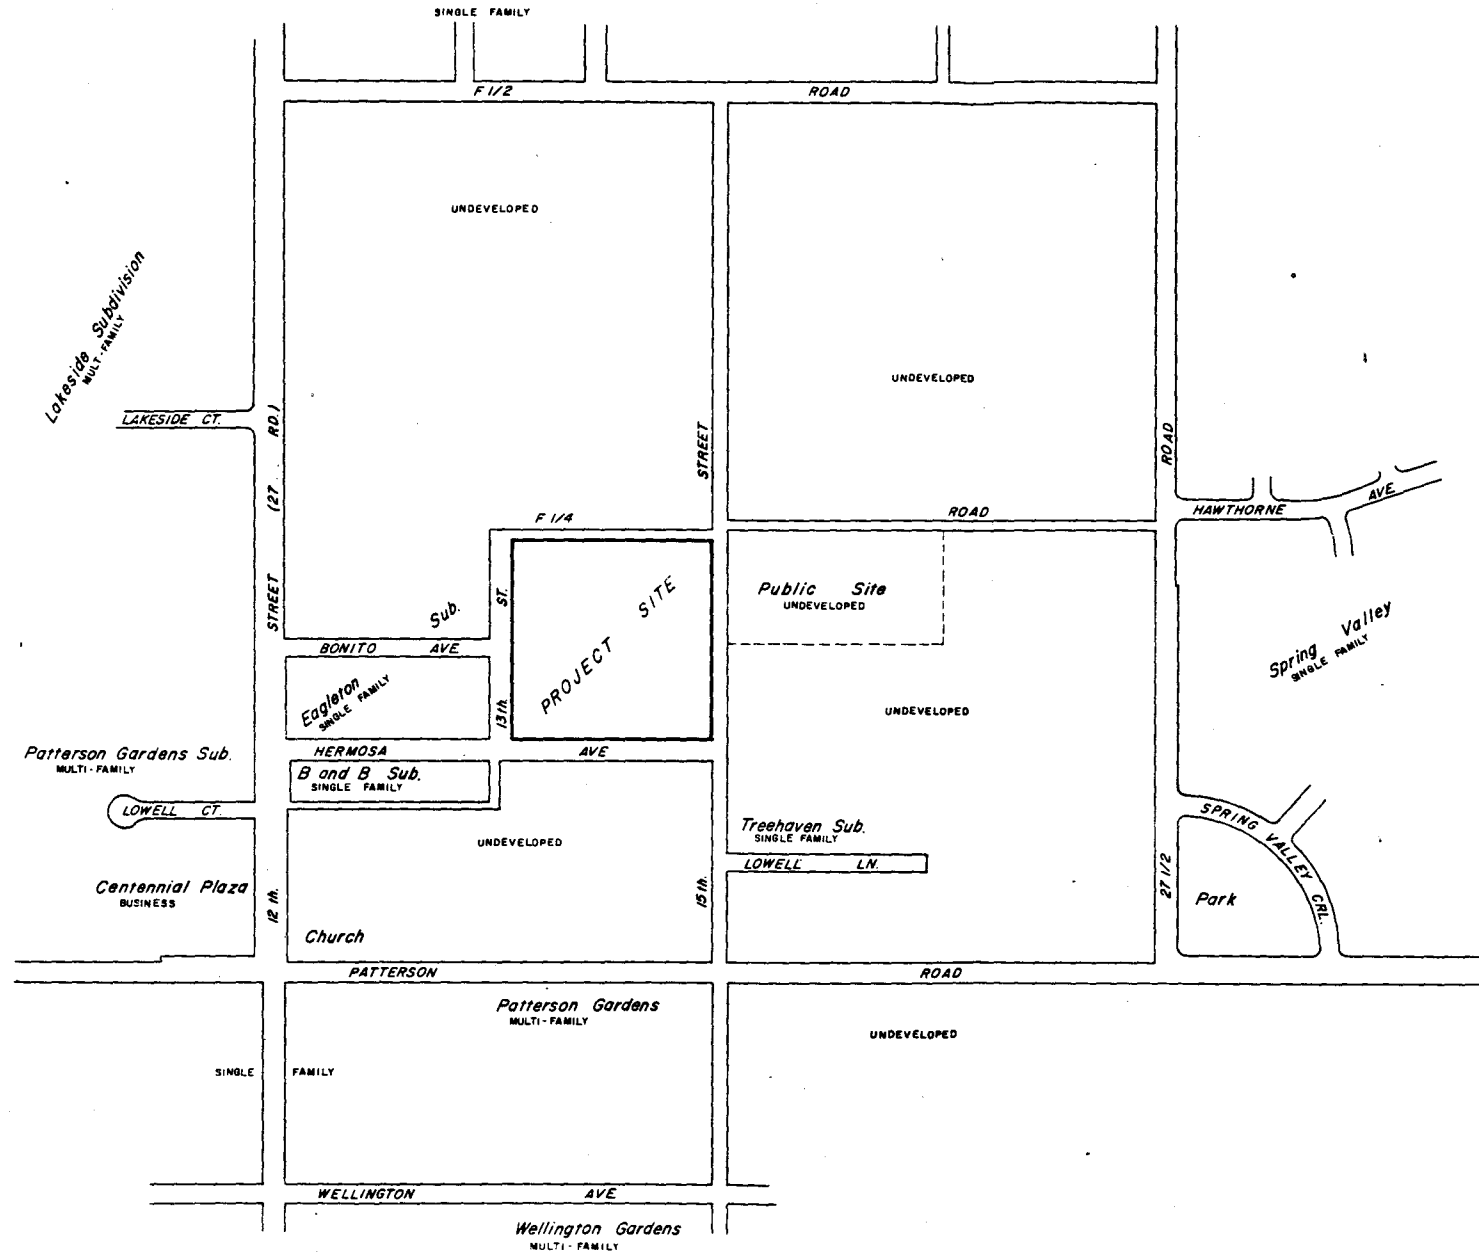 SINGLE FAMILY
F 1/2 ROAD
UNDEVELOPED
Lakeside Subdivision
MULTI-FAMILY
UNDEVELOPED
LAKESIDE CT.
12 th. STREET (27 RD.)
15th. STREET
27 1/2 ROAD
HAWTHORNE AVE
F 1/4 ROAD
Public Site
UNDEVELOPED
PROJECT SITE
13th. ST.
BONITO AVE
Eagleton Sub.
SINGLE FAMILY
Spring Valley
SINGLE FAMILY
UNDEVELOPED
HERMOSA AVE
Patterson Gardens Sub.
MULTI-FAMILY
B and B Sub.
SINGLE FAMILY
LOWELL CT.
SPRING VALLEY CRL.
Treehaven Sub.
SINGLE FAMILY
UNDEVELOPED
LOWELL LN.
Centennial Plaza
BUSINESS
Park
Church
PATTERSON ROAD
Patterson Gardens
MULTI-FAMILY
UNDEVELOPED
SINGLE FAMILY
WELLINGTON AVE
Wellington Gardens
MULTI-FAMILY